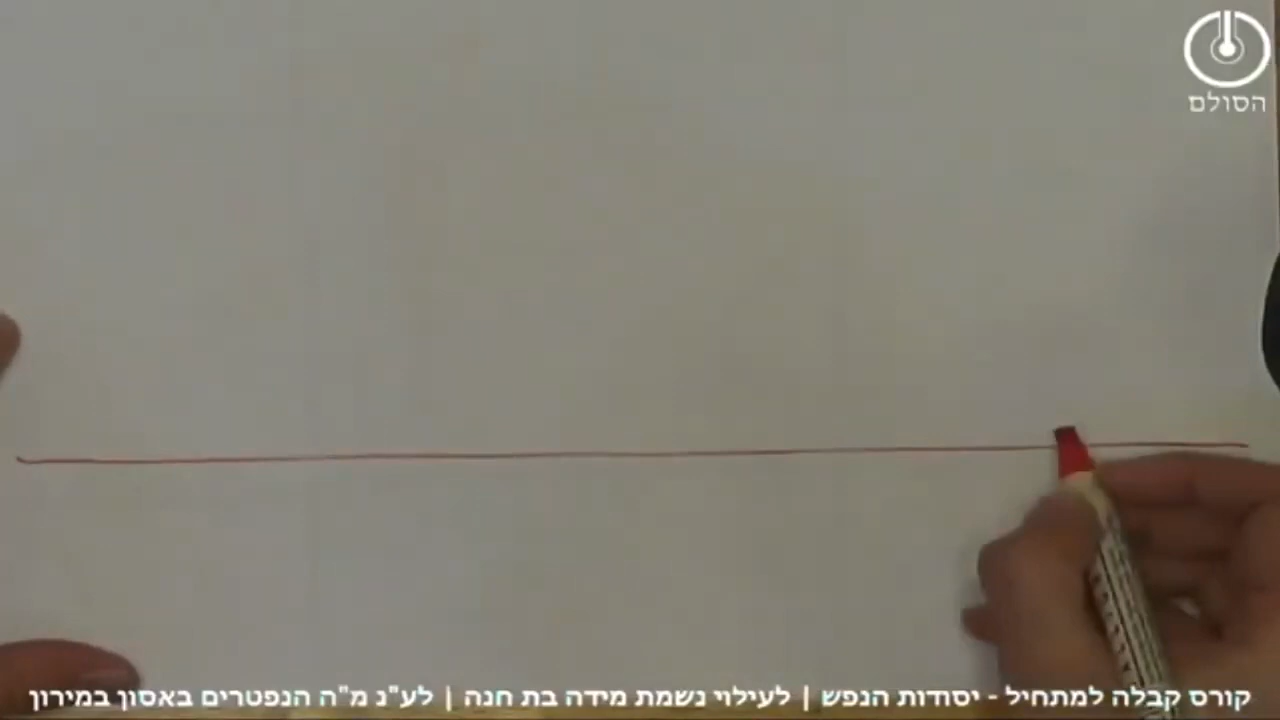 הסולם
קורס קבלה למתחיל - יסודות הנפש | לעילוי נשמת מידה בת חנה | לע"נ מ"ה הנפטרים באסון במירון